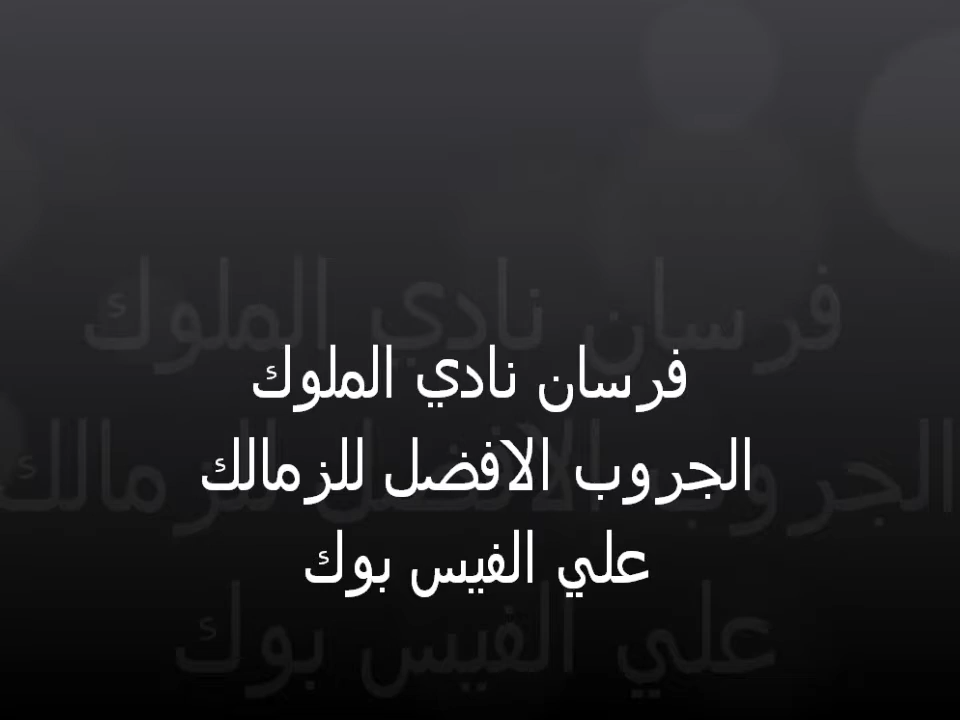 فرسان نادي الملوك
الجروب الافضل للزمالك
علي الفيس بوك